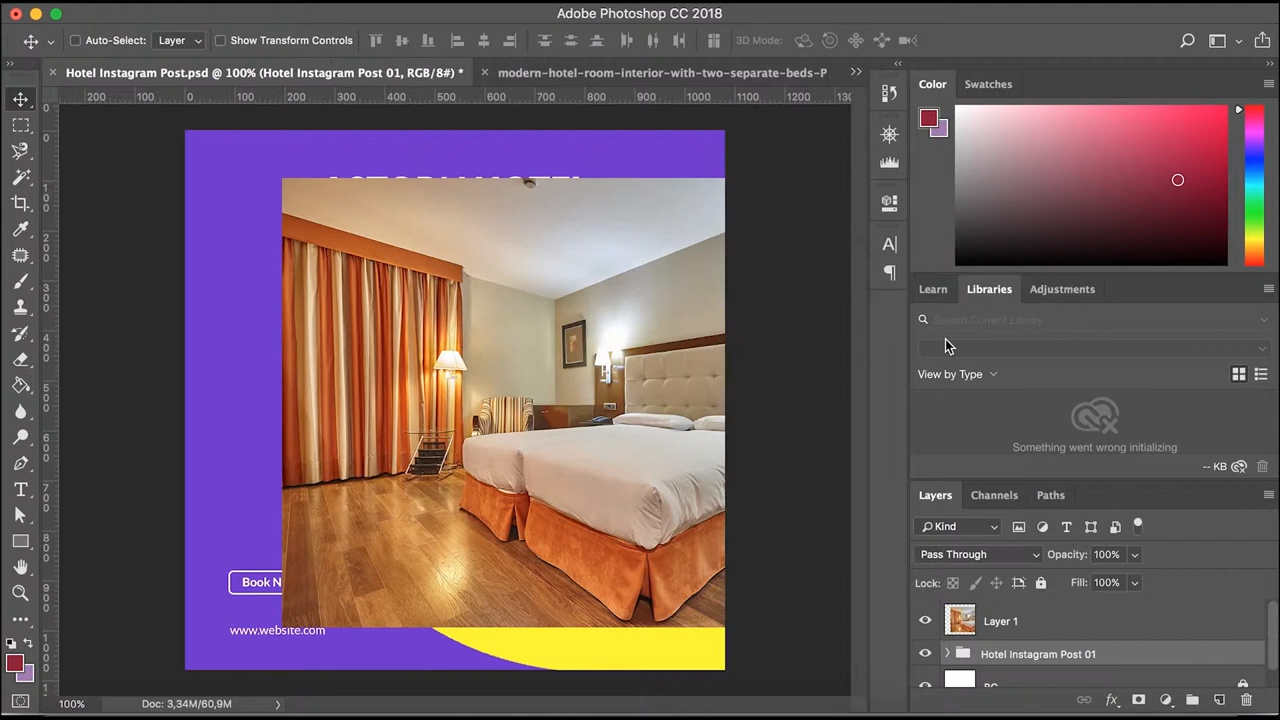 Adobe Photoshop CC 2018
Auto-Select: Layer Show Transform Controls 3D Mode:
Hotel Instagram Post.psd @ 100% (Hotel Instagram Post 01, RGB/8#) * modern-hotel-room-interior-with-two-separate-beds-P
200 100 0 100 200 300 400 500 600 700 800 900 1000 1100 1200 130
Color Swatches
Book N
www.website.com
Learn Libraries Adjustments
Search Current Library
View by Type
Something went wrong initializing
-- KB
Layers Channels Paths
Kind
Pass Through Opacity: 100%
Lock: Fill: 100%
Layer 1
Hotel Instagram Post 01
100% Doc: 3,34M/60,9M